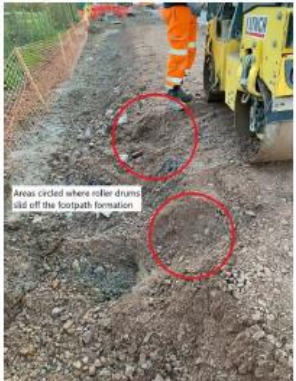 Areas circled where roller drums
slid off the footpath formation